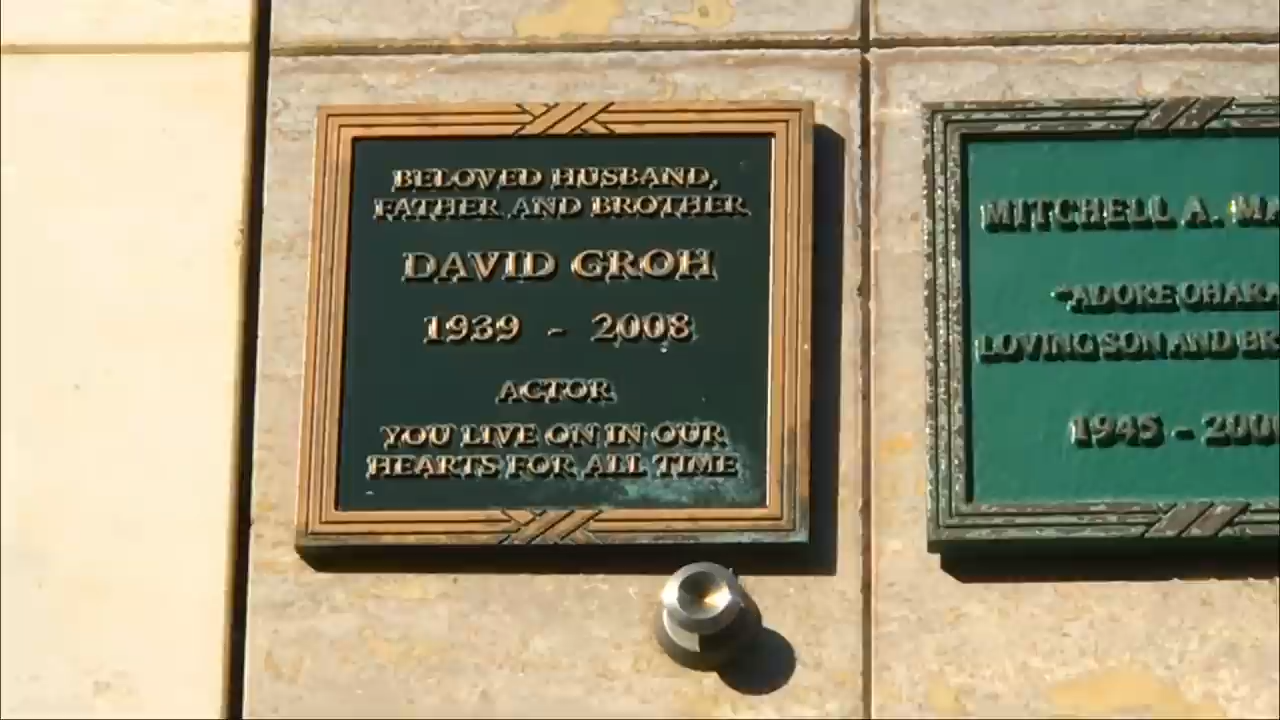 BELOVED HUSBAND,
FATHER AND BROTHER
DAVID GROH
1939 - 2008
ACTOR
YOU LIVE ON IN OUR
HEARTS FOR ALL TIME
MITCHELL A.
"ADORE
LOVING SON AND
1945 -